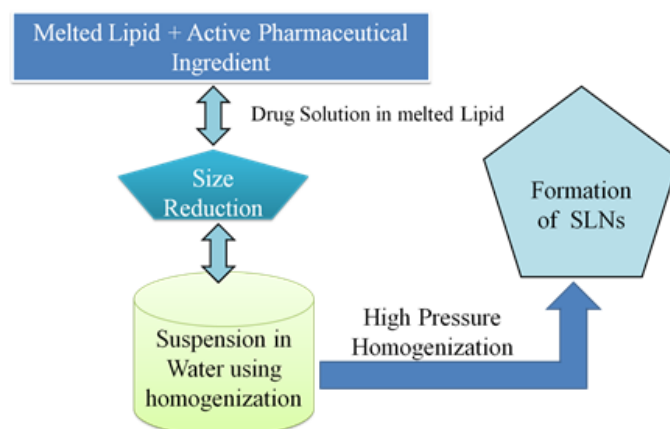 Melted Lipid + Active Pharmaceutical
Ingredient
Drug Solution in melted Lipid
Size
Reduction
Suspension in
Water using
homogenization
High Pressure
Homogenization
Formation
of SLNs